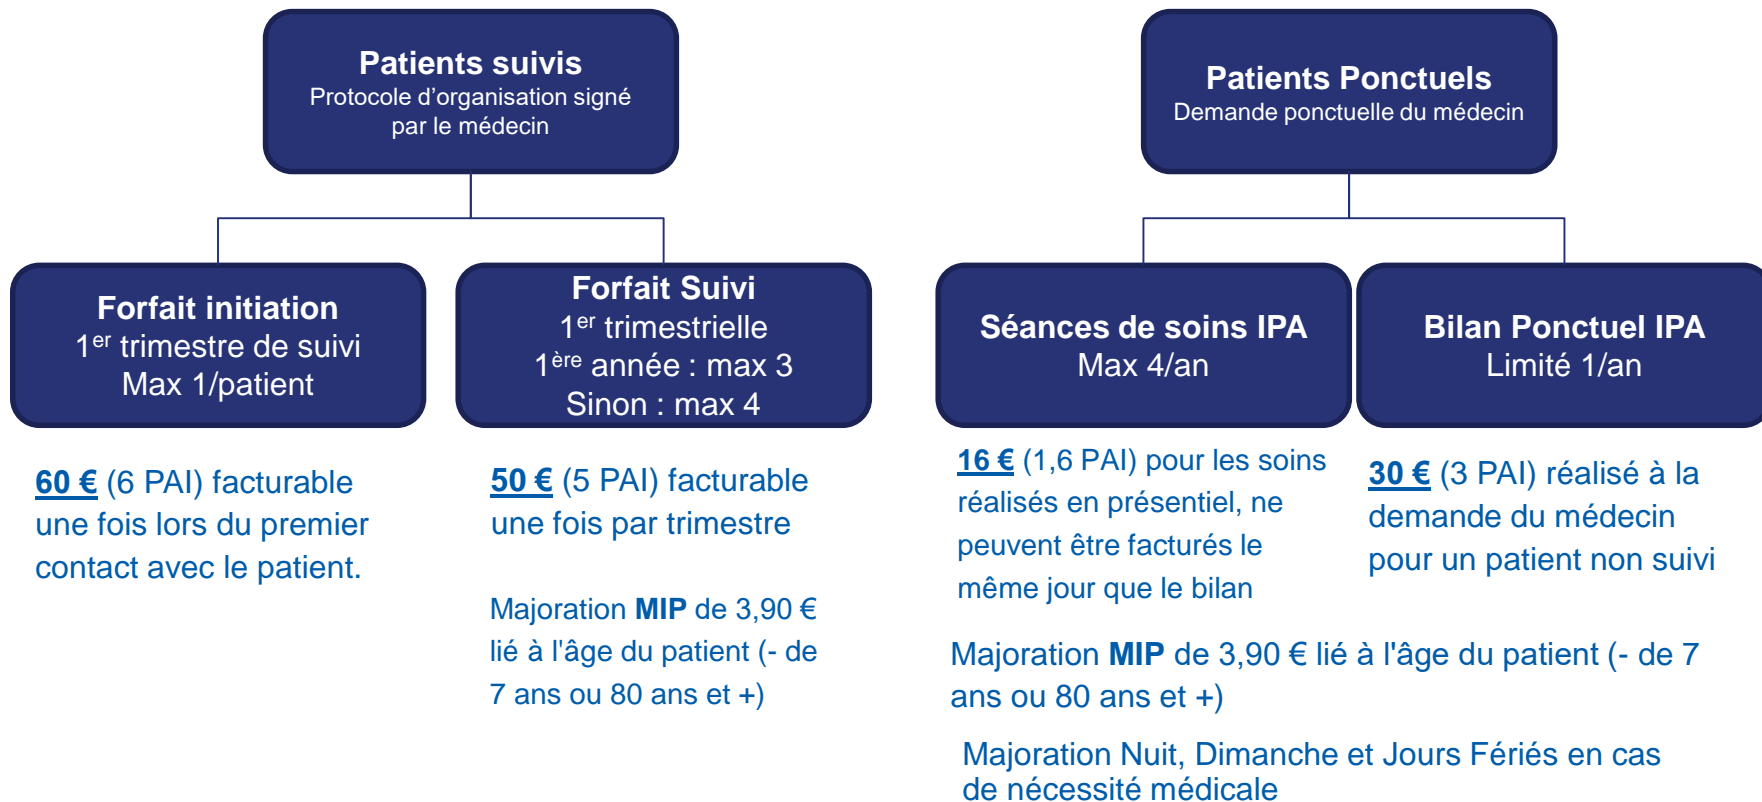 Patients suivis
Protocole d'organisation signé
par le médecin
Patients Ponctuels
Demande ponctuelle du médecin
Forfait initiation
1er trimestre de suivi
Max 1/patient
Forfait Suivi
1er trimestrielle
1ère année : max 3
Sinon : max 4
Séances de soins IPA
Max 4/an
Bilan Ponctuel IPA
Limité 1/an
60 € (6 PAI) facturable
une fois lors du premier
contact avec le patient.
50 € (5 PAI) facturable
une fois par trimestre
Majoration MIP de 3,90 €
lié à l'âge du patient (- de
7 ans ou 80 ans et +)
16 € (1,6 PAI) pour les soins
réalisés en présentiel, ne
peuvent être facturés le
même jour que le bilan
30 € (3 PAI) réalisé à la
demande du médecin
pour un patient non suivi
Majoration MIP de 3,90 € lié à l'âge du patient (- de 7
ans ou 80 ans et +)
Majoration Nuit, Dimanche et Jours Fériés en cas
de nécessité médicale